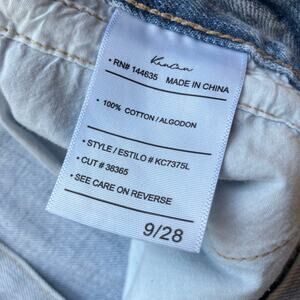 KanCan
• RN# 144635 MADE IN CHINA
• 100% COTTON / ALGODON
• STYLE / ESTILO # KC7375L
• CUT # 38365
• SEE CARE ON REVERSE
9/28